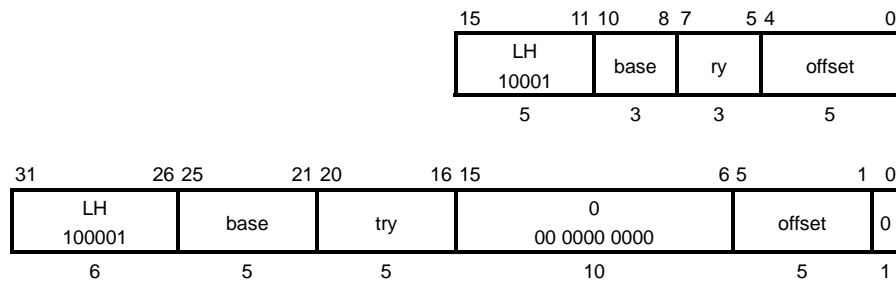 15 11 10 8 7 5 4 0
LH
10001 base ry offset
5 3 3 5
31 26 25 21 20 16 15 6 5 1 0
LH
100001 base try 0
00 0000 0000 offset 0
6 5 5 10 5 1